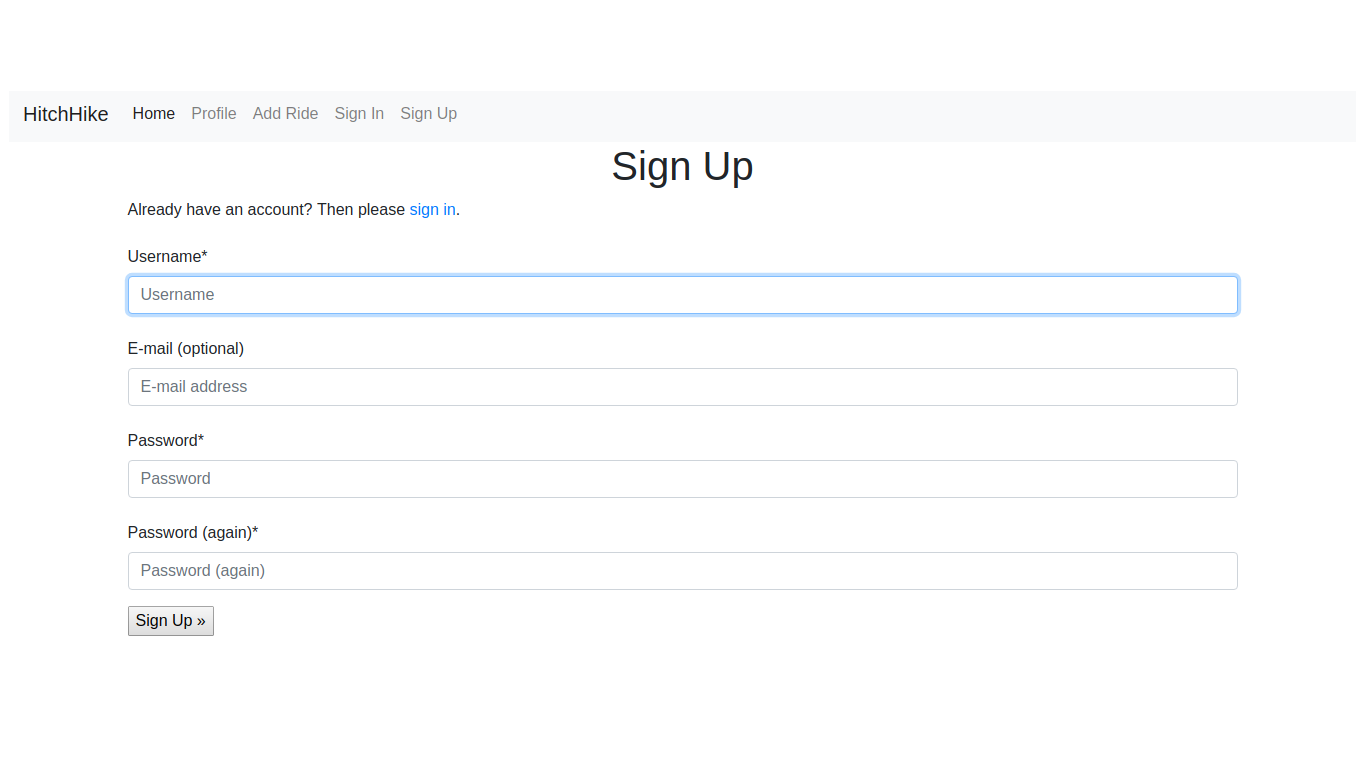 HitchHike Home Profile Add Ride Sign In Sign Up
Sign Up
Already have an account? Then please sign in.
Username*
Username
E-mail (optional)
E-mail address
Password*
Password
Password (again)*
Password (again)
Sign Up »